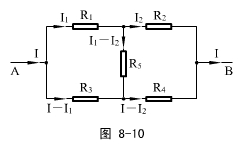 I₁ R₁ I₂ R₂
I I₁－I₂ I
A R₅ B
R₃ R₄
I－I₁ I－I₂
图 8-10